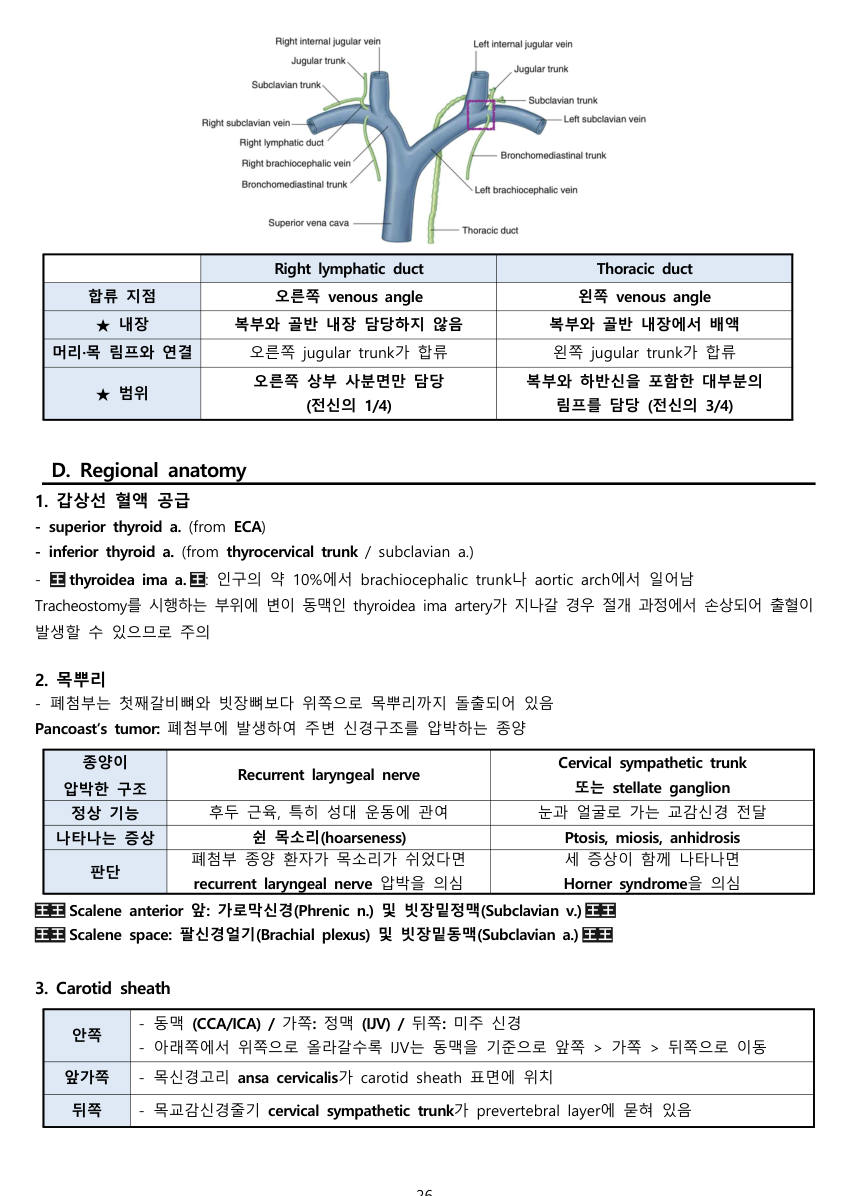 Right internal jugular vein
Left internal jugular vein
Jugular trunk
Jugular trunk
Subclavian trunk
Subclavian trunk
Right subclavian vein
Left subclavian vein
Right lymphatic duct
Right brachiocephalic vein
Bronchomediastinal trunk
Bronchomediastinal trunk
Left brachiocephalic vein
Superior vena cava
Thoracic duct
Right lymphatic duct Thoracic duct
합류 지점 오른쪽 venous angle 왼쪽 venous angle
★ 내장 복부와 골반 내장 담당하지 않음 복부와 골반 내장에서 배액
머리·목 림프와 연결 오른쪽 jugular trunk가 합류 왼쪽 jugular trunk가 합류
★ 범위 오른쪽 상부 사분면만 담당 복부와 하반신을 포함한 대부분의
(전신의 1/4) 림프를 담당 (전신의 3/4)
D. Regional anatomy
1. 갑상선 혈액 공급
- superior thyroid a. (from ECA)
- inferior thyroid a. (from thyrocervical trunk / subclavian a.)
- 王 thyroidea ima a. 王: 인구의 약 10%에서 brachiocephalic trunk나 aortic arch에서 일어남
Tracheostomy를 시행하는 부위에 변이 동맥인 thyroidea ima artery가 지나갈 경우 절개 과정에서 손상되어 출혈이
발생할 수 있으므로 주의
2. 목뿌리
- 폐첨부는 첫째갈비뼈와 빗장뼈보다 위쪽으로 목뿌리까지 돌출되어 있음
Pancoast's tumor: 폐첨부에 발생하여 주변 신경구조를 압박하는 종양
종양이 압박한 구조 Recurrent laryngeal nerve Cervical sympathetic trunk
또는 stellate ganglion
정상 기능 후두 근육, 특히 성대 운동에 관여 눈과 얼굴로 가는 교감신경 전달
나타나는 증상 쉰 목소리(hoarseness) Ptosis, miosis, anhidrosis
판단 폐첨부 종양 환자가 목소리가 쉬었다면 세 증상이 함께 나타나면
recurrent laryngeal nerve 압박을 의심 Horner syndrome을 의심
王王 Scalene anterior 앞: 가로막신경(Phrenic n.) 및 빗장밑정맥(Subclavian v.) 王王
王王 Scalene space: 팔신경얼기(Brachial plexus) 및 빗장밑동맥(Subclavian a.) 王王
3. Carotid sheath
안쪽 - 동맥 (CCA/ICA) / 가쪽: 정맥 (IJV) / 뒤쪽: 미주 신경
- 아래쪽에서 위쪽으로 올라갈수록 IJV는 동맥을 기준으로 앞쪽 > 가쪽 > 뒤쪽으로 이동
앞가쪽 - 목신경고리 ansa cervicalis가 carotid sheath 표면에 위치
뒤쪽 - 목교감신경줄기 cervical sympathetic trunk가 prevertebral layer에 묻혀 있음
26